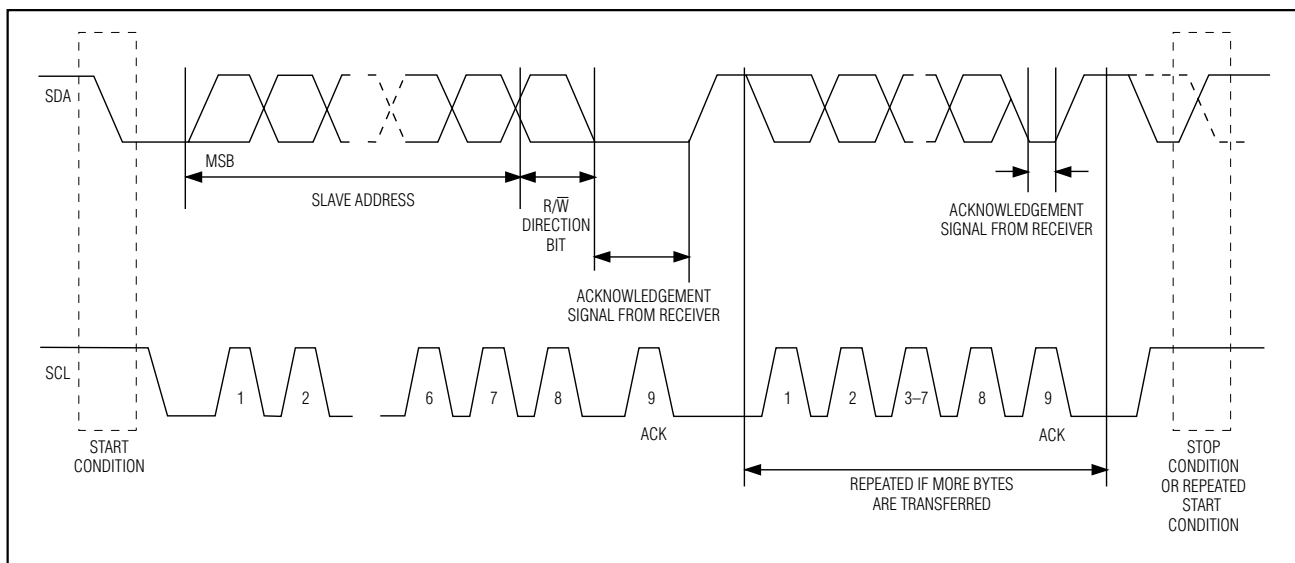 SDA
MSB
SLAVE ADDRESS
R/W̅
DIRECTION
BIT
ACKNOWLEDGEMENT
SIGNAL FROM RECEIVER
ACKNOWLEDGEMENT
SIGNAL FROM RECEIVER
SCL
1 2 6 7 8 9 1 2 3–7 8 9
ACK ACK
START
CONDITION
REPEATED IF MORE BYTES
ARE TRANSFERRED
STOP
CONDITION
OR REPEATED
START
CONDITION